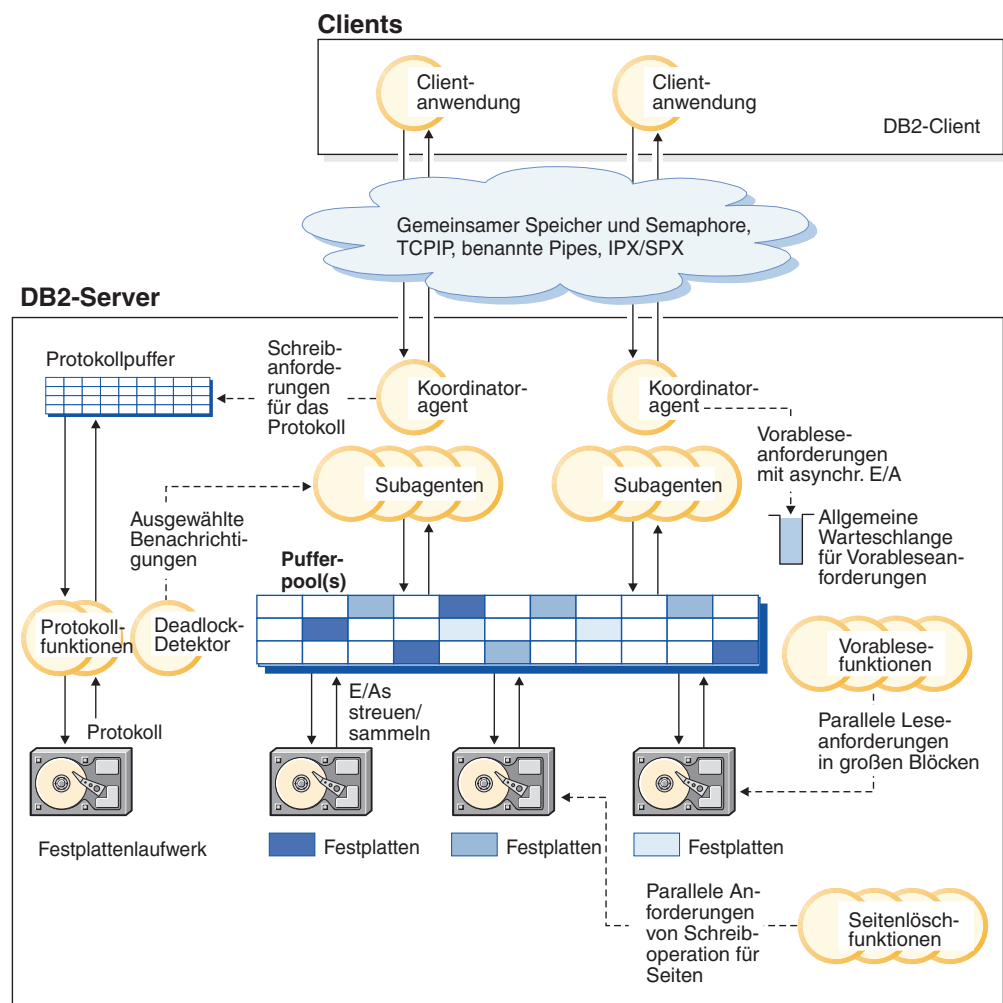 Clients
Client-
anwendung
Client-
anwendung
DB2-Client
Gemeinsamer Speicher und Semaphore,
TCPIP, benannte Pipes, IPX/SPX
DB2-Server
Protokollpuffer
Schreib-
anforde-
rungen
für das
Protokoll
Koordinator-
agent
Koordinator-
agent
Vorablese-
anforderungen
mit asynchr. E/A
Subagenten
Subagenten
Ausgewählte
Benachrichti-
gungen
Allgemeine
Warteschlange
für Vorablesean-
forderungen
Puffer-
pool(s)
Protokoll-
funktionen
Deadlock-
Detektor
Vorablese-
funktionen
E/As
streuen/
sammeln
Protokoll
Parallele Lese-
anforderungen
in großen Blöcken
Festplattenlaufwerk
Festplatten
Festplatten
Festplatten
Parallele An-
forderungen
von Schreib-
operation für
Seiten
Seitenlösch-
funktionen